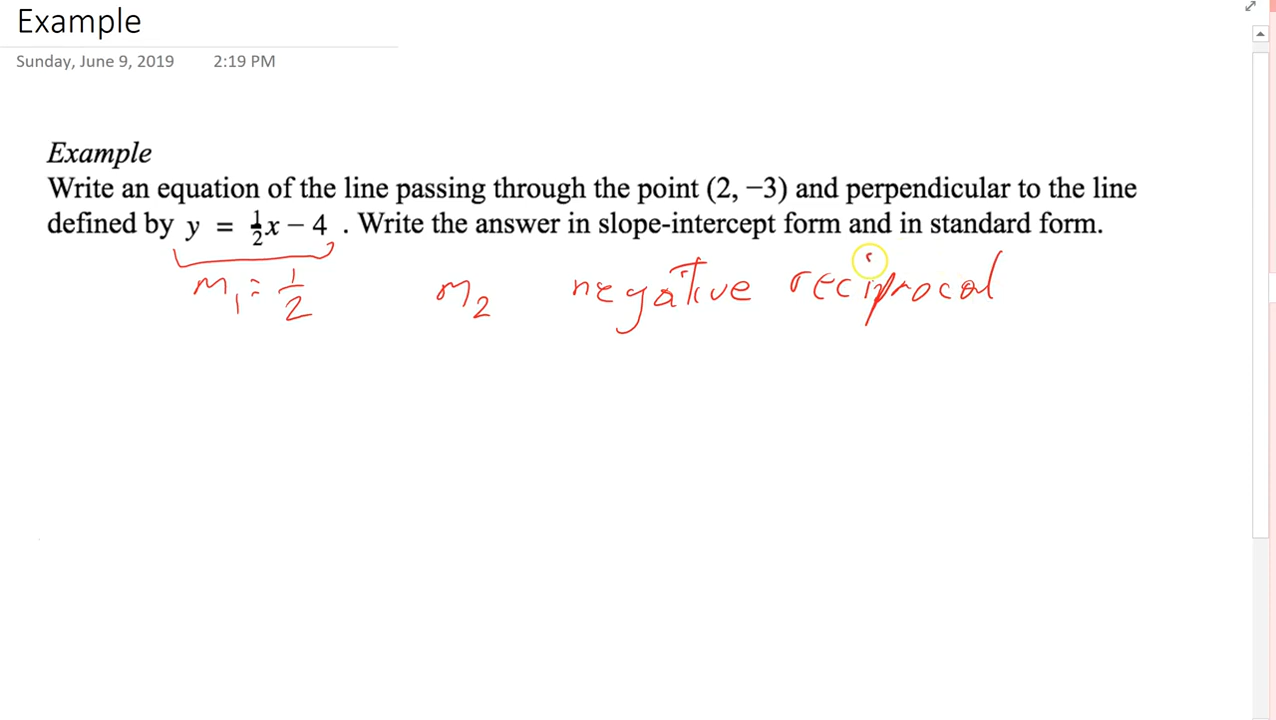 Example
Sunday, June 9, 2019 2:19 PM
Example
Write an equation of the line passing through the point (2, −3) and perpendicular to the line
defined by y = 1/2 x − 4 . Write the answer in slope-intercept form and in standard form.
m₁ = 1/2 m₂ negative reciprocal